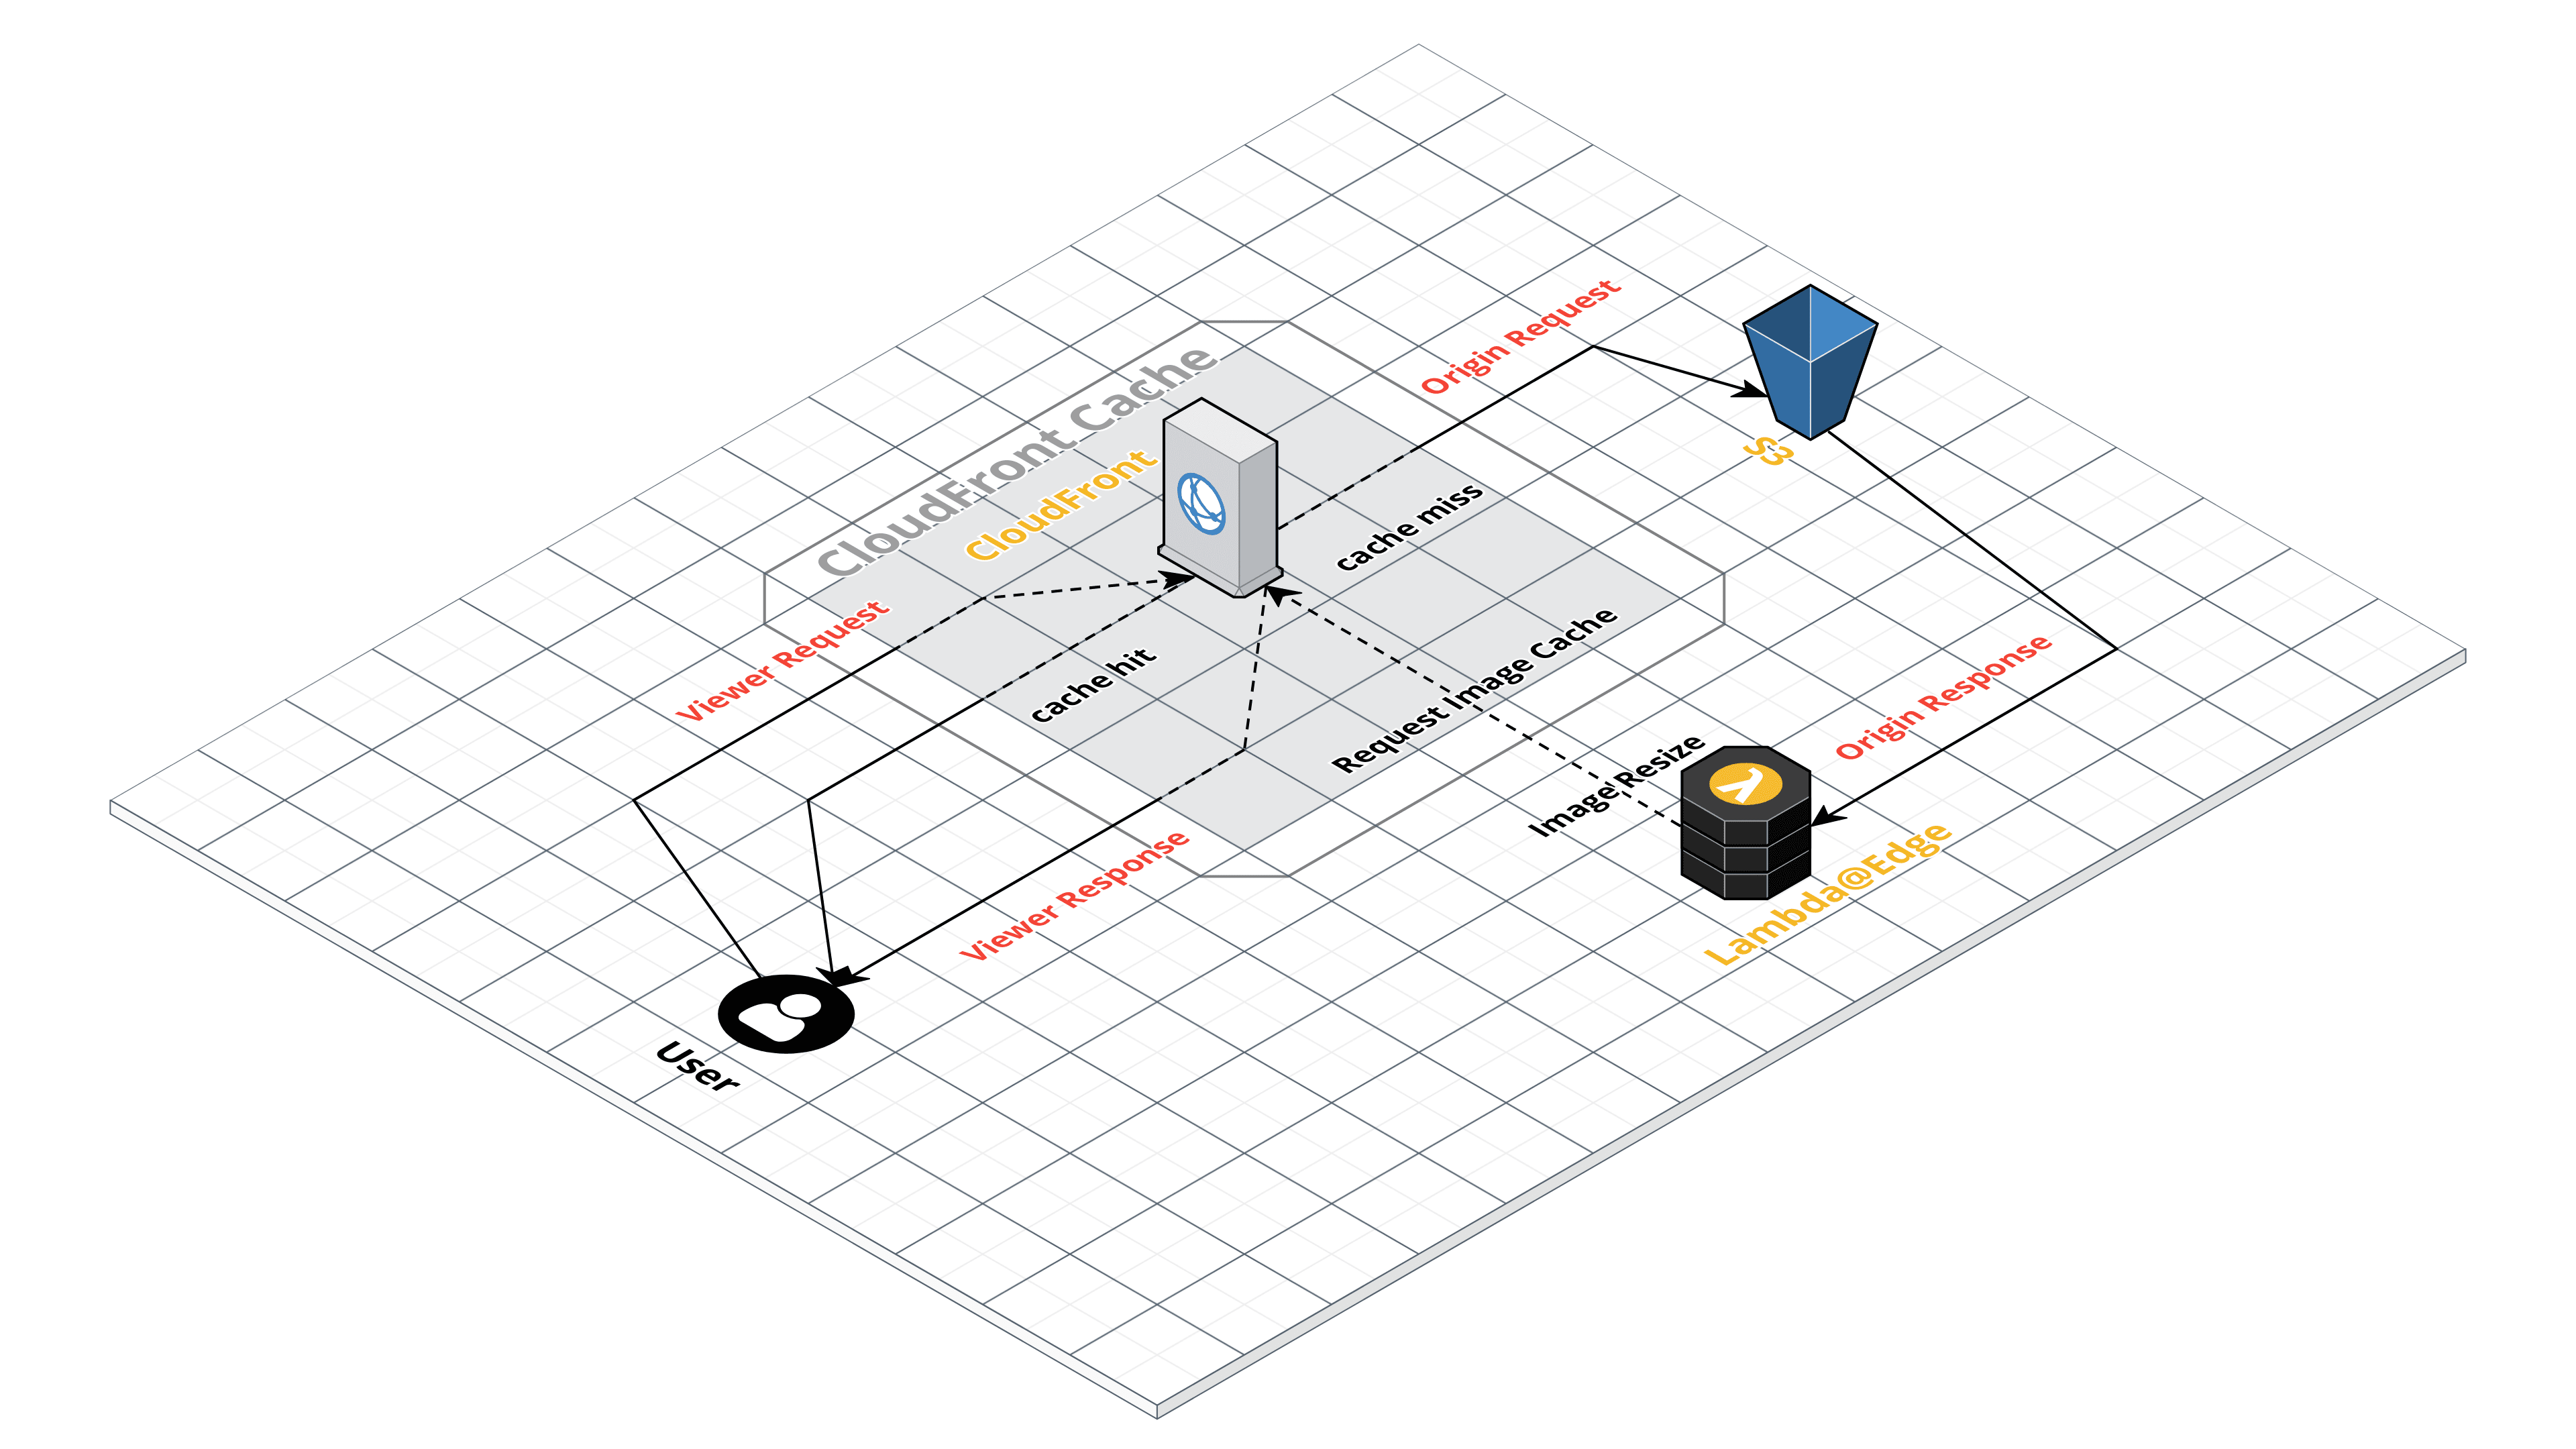 Origin Request
CloudFront Cache
CloudFront
S3
cache miss
Viewer Request
cache hit
Request Image Cache
Origin Response
Image Resize
Viewer Response
Lambda@Edge
User